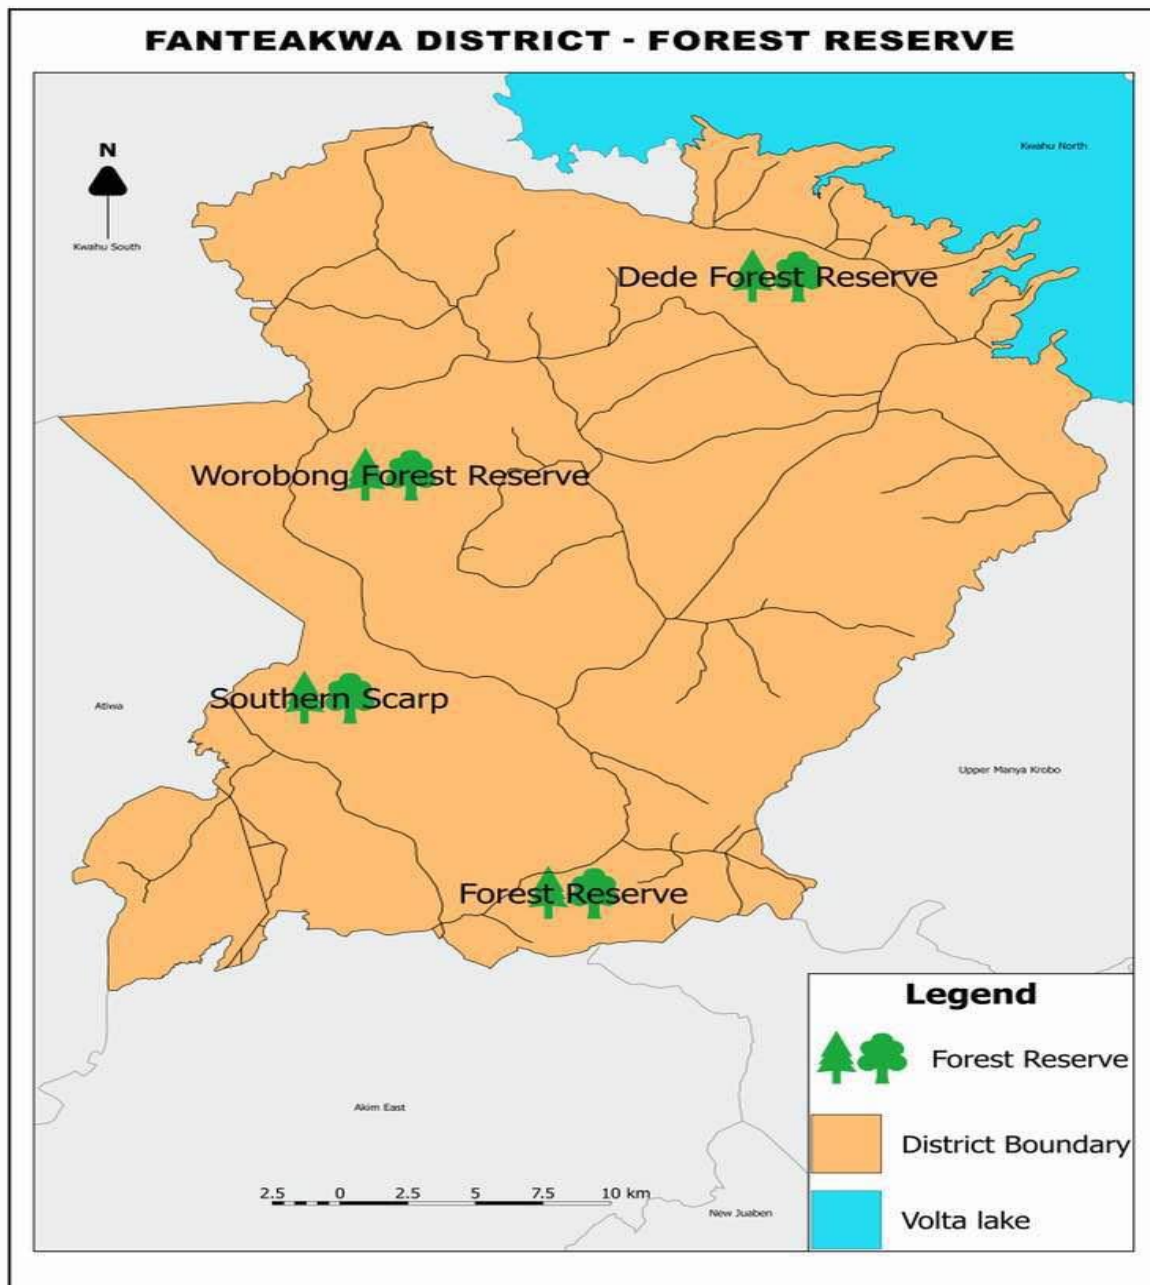 FANTEAKWA DISTRICT - FOREST RESERVE
N
Kwahu South
Kwahu North
Dede Forest Reserve
Worobong Forest Reserve
Southern Scarp
Atiwa
Upper Manya Krobo
Forest Reserve
Legend
Forest Reserve
District Boundary
Volta lake
Akim East
2.5 0 2.5 5 7.5 10 km
New Juaben